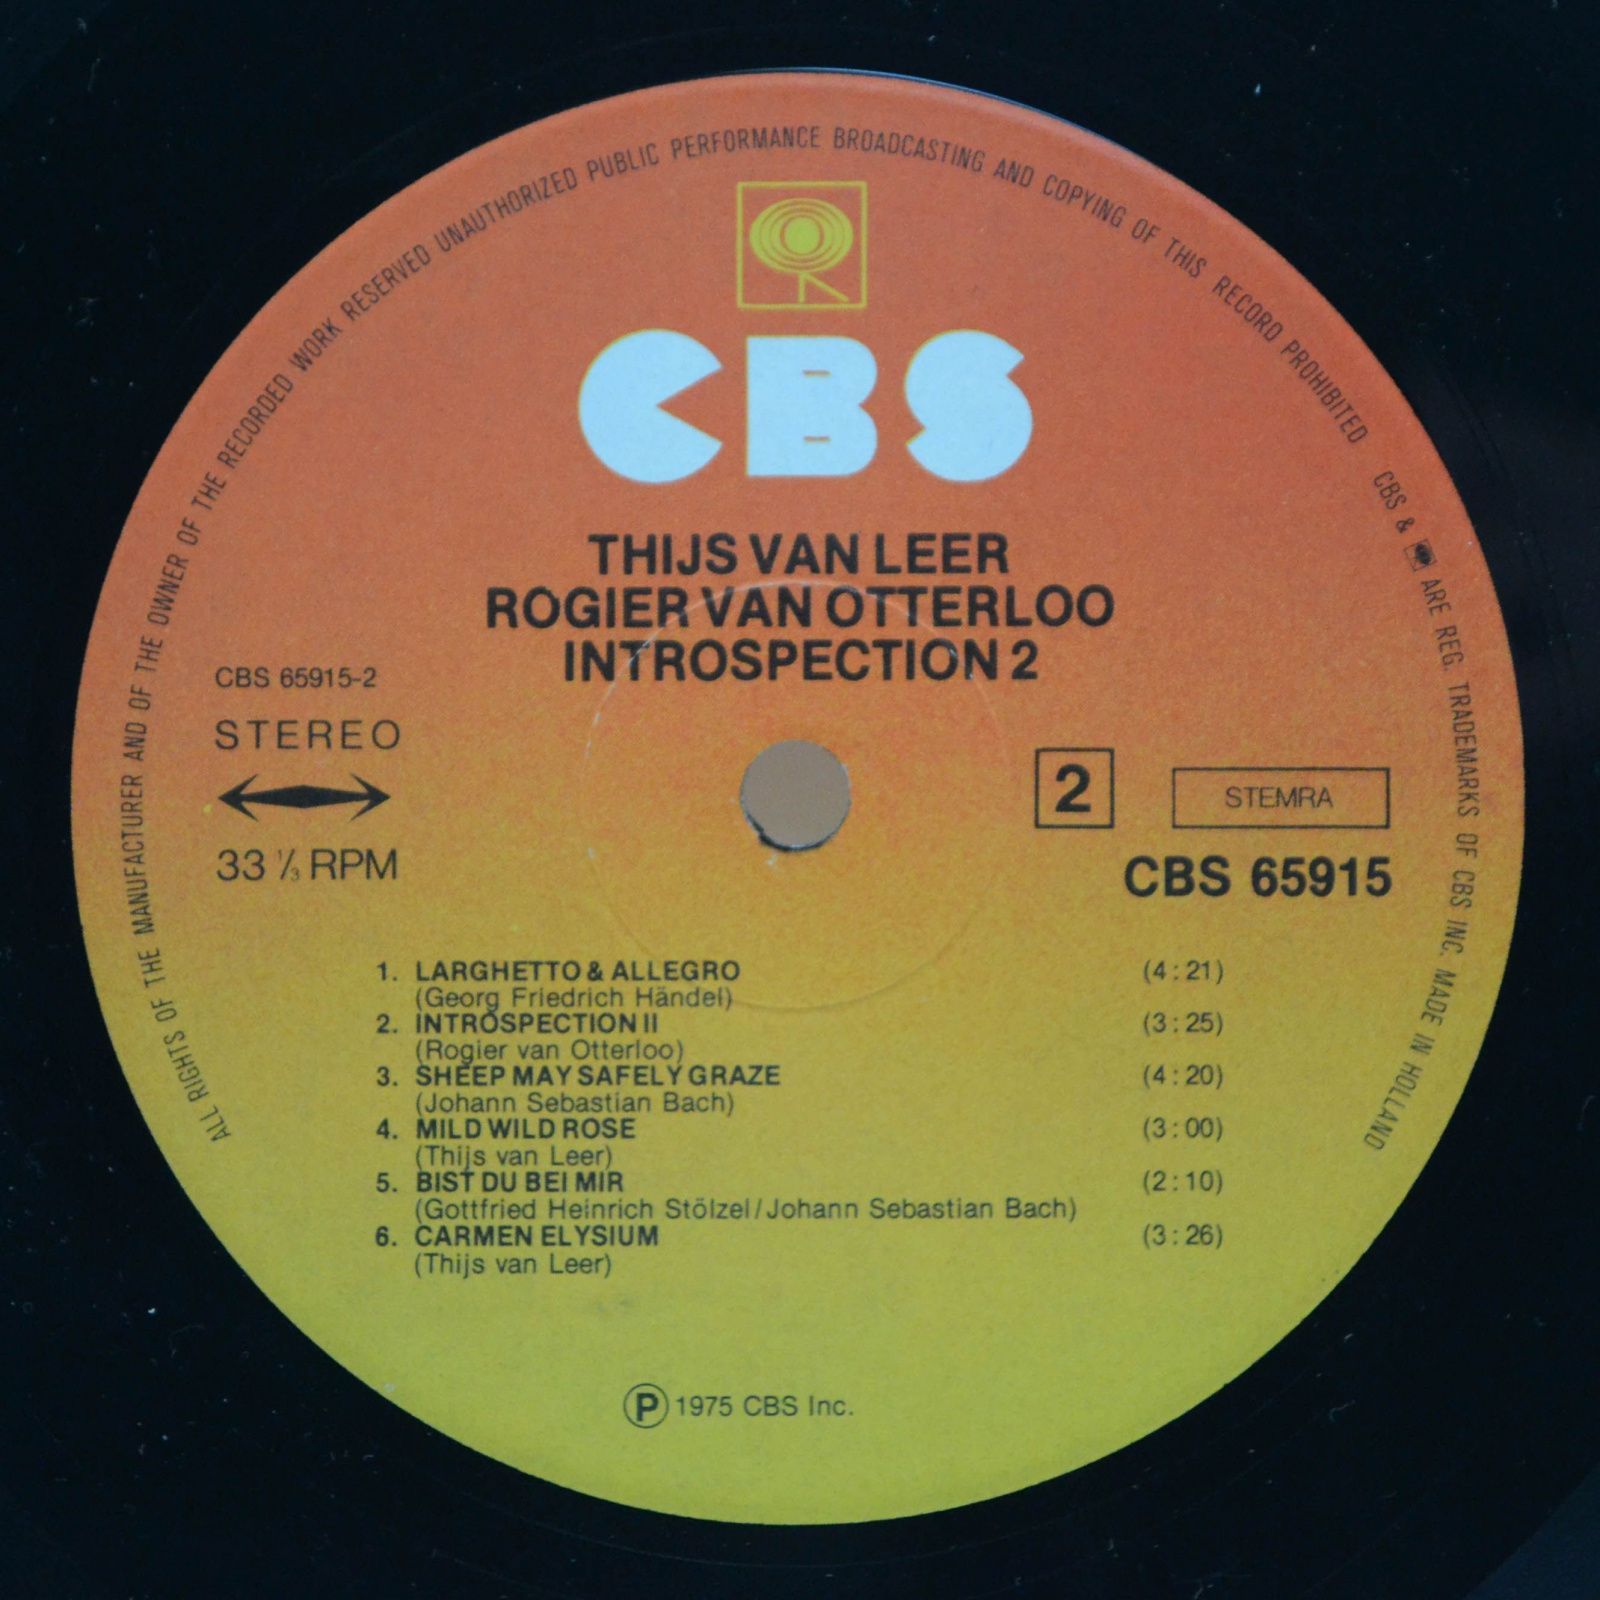 ALL RIGHTS OF THE MANUFACTURER AND OF THE OWNER OF THE RECORDED WORK RESERVED UNAUTHORIZED PUBLIC PERFORMANCE BROADCASTING AND COPYING OF THIS RECORD PROHIBITED CBS & ARE REG. TRADEMARKS OF CBS INC. MADE IN HOLLAND
CBS
THIJS VAN LEER
ROGIER VAN OTTERLOO
INTROSPECTION 2
CBS 65915-2
STEREO
33 ⅓ RPM
2
STEMRA
CBS 65915
1. LARGHETTO & ALLEGRO (4:21)
(Georg Friedrich Händel)
2. INTROSPECTION II (3:25)
(Rogier van Otterloo)
3. SHEEP MAY SAFELY GRAZE (4:20)
(Johann Sebastian Bach)
4. MILD WILD ROSE (3:00)
(Thijs van Leer)
5. BIST DU BEI MIR (2:10)
(Gottfried Heinrich Stölzel/Johann Sebastian Bach)
6. CARMEN ELYSIUM (3:26)
(Thijs van Leer)
Ⓟ 1975 CBS Inc.